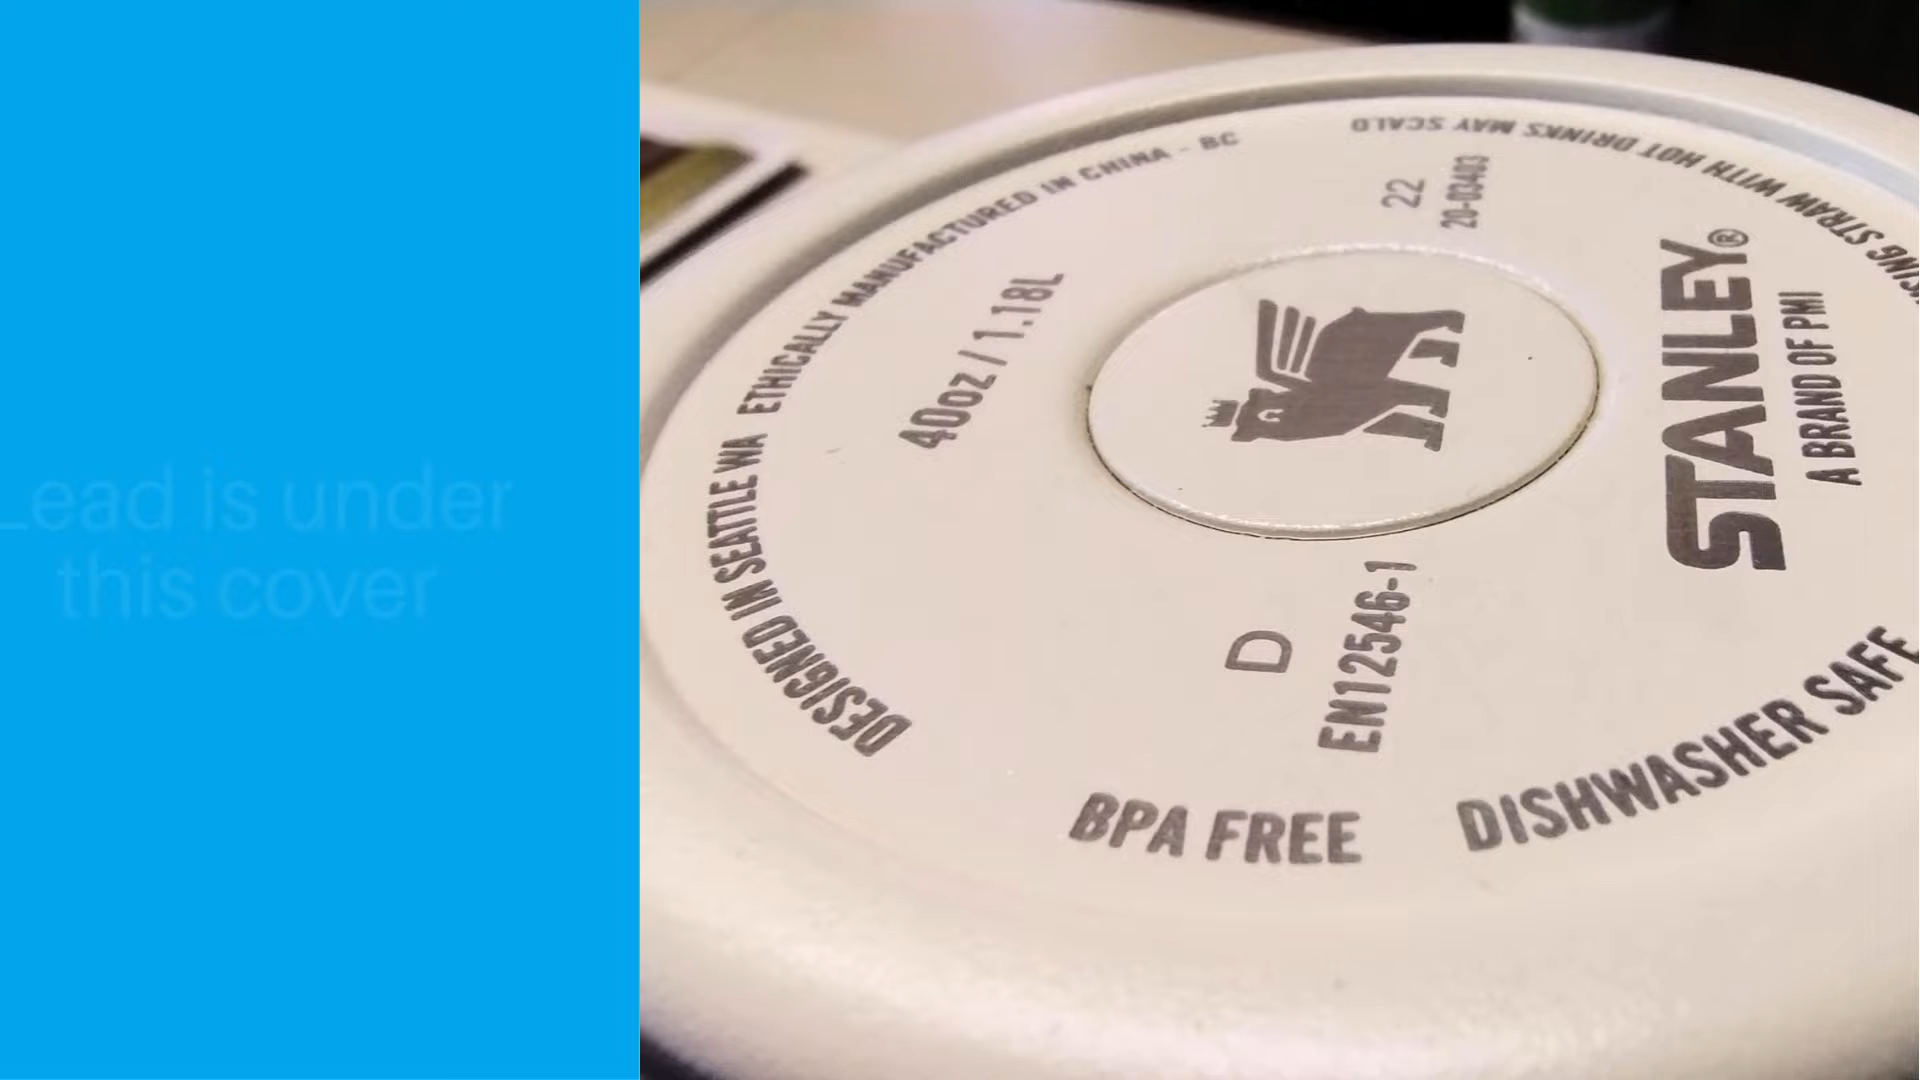 Lead is under
this cover
DESIGNED IN SEATTLE WA ETHICALLY MANUFACTURED IN CHINA - BC
STRAW WITH HOT DRINKS MAY SCALD
22
20-03403
40oz / 1.18L
STANLEY®
A BRAND OF PMI
D
EN12546-1
BPA FREE DISHWASHER SAFE